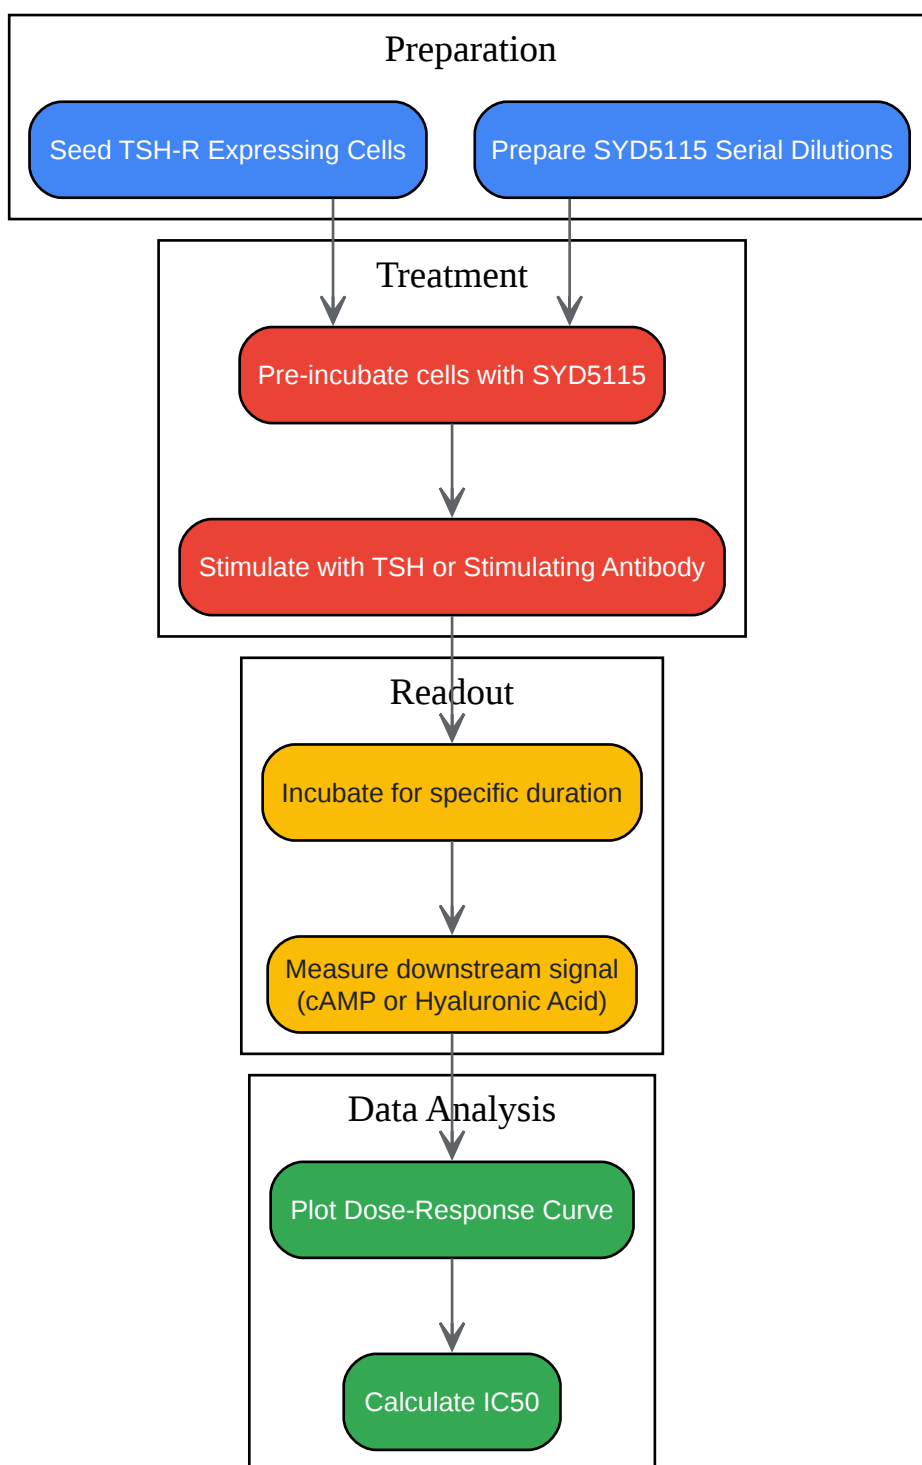 Preparation
Seed TSH-R Expressing Cells
Prepare SYD5115 Serial Dilutions
Treatment
Pre-incubate cells with SYD5115
Stimulate with TSH or Stimulating Antibody
Readout
Incubate for specific duration
Measure downstream signal
(cAMP or Hyaluronic Acid)
Data Analysis
Plot Dose-Response Curve
Calculate IC50